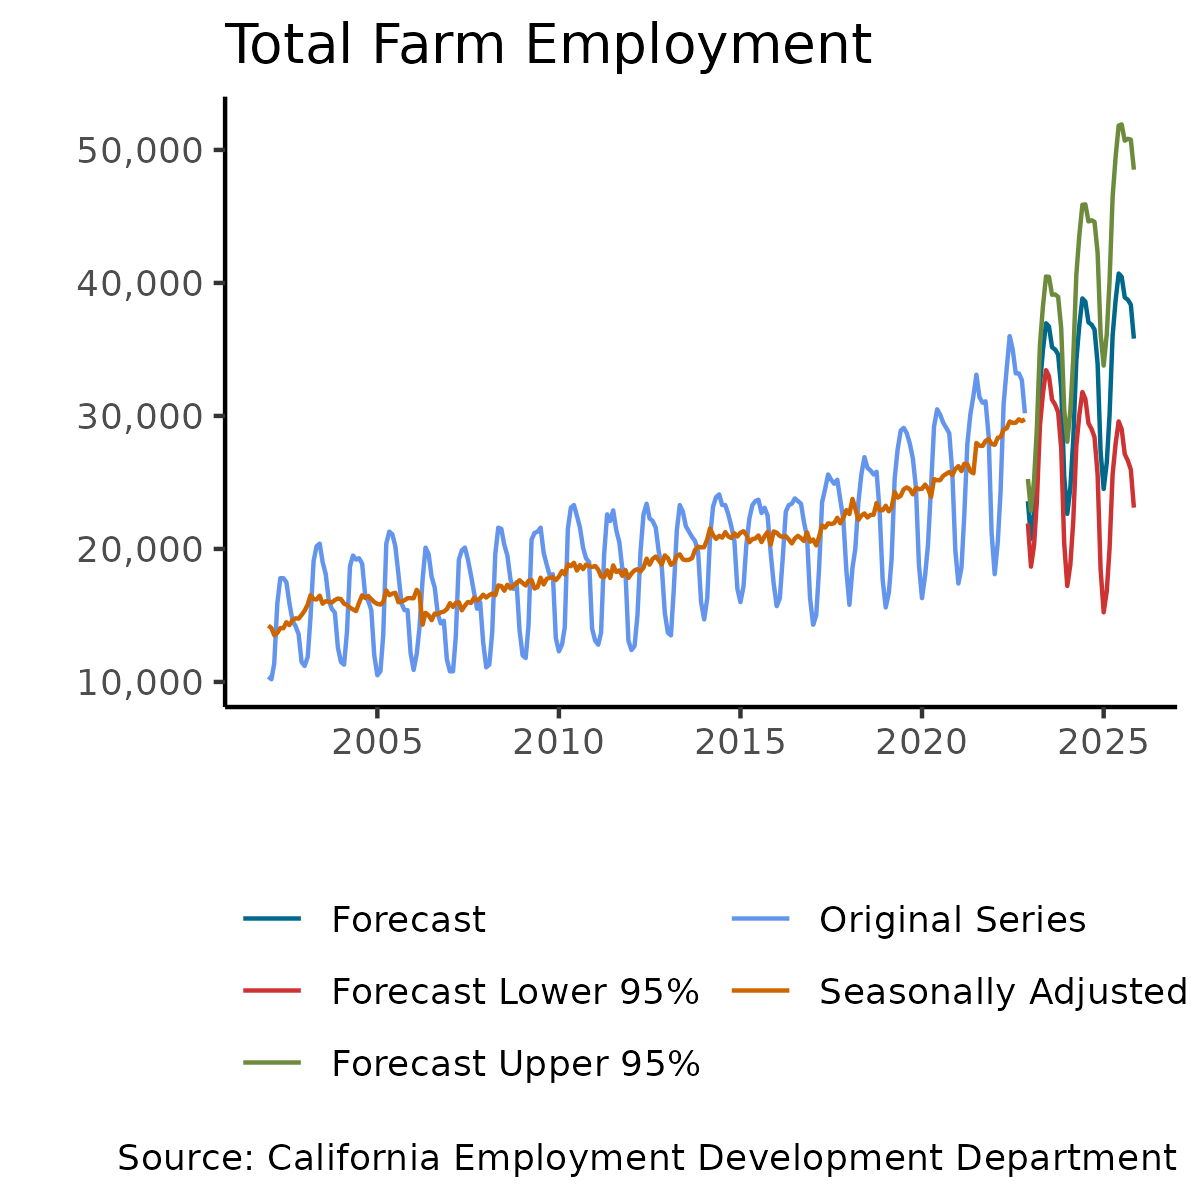 Total Farm Employment
50,000
40,000
30,000
20,000
10,000
2005 2010 2015 2020 2025
Forecast
Forecast Lower 95%
Forecast Upper 95%
Original Series
Seasonally Adjusted
Source: California Employment Development Department